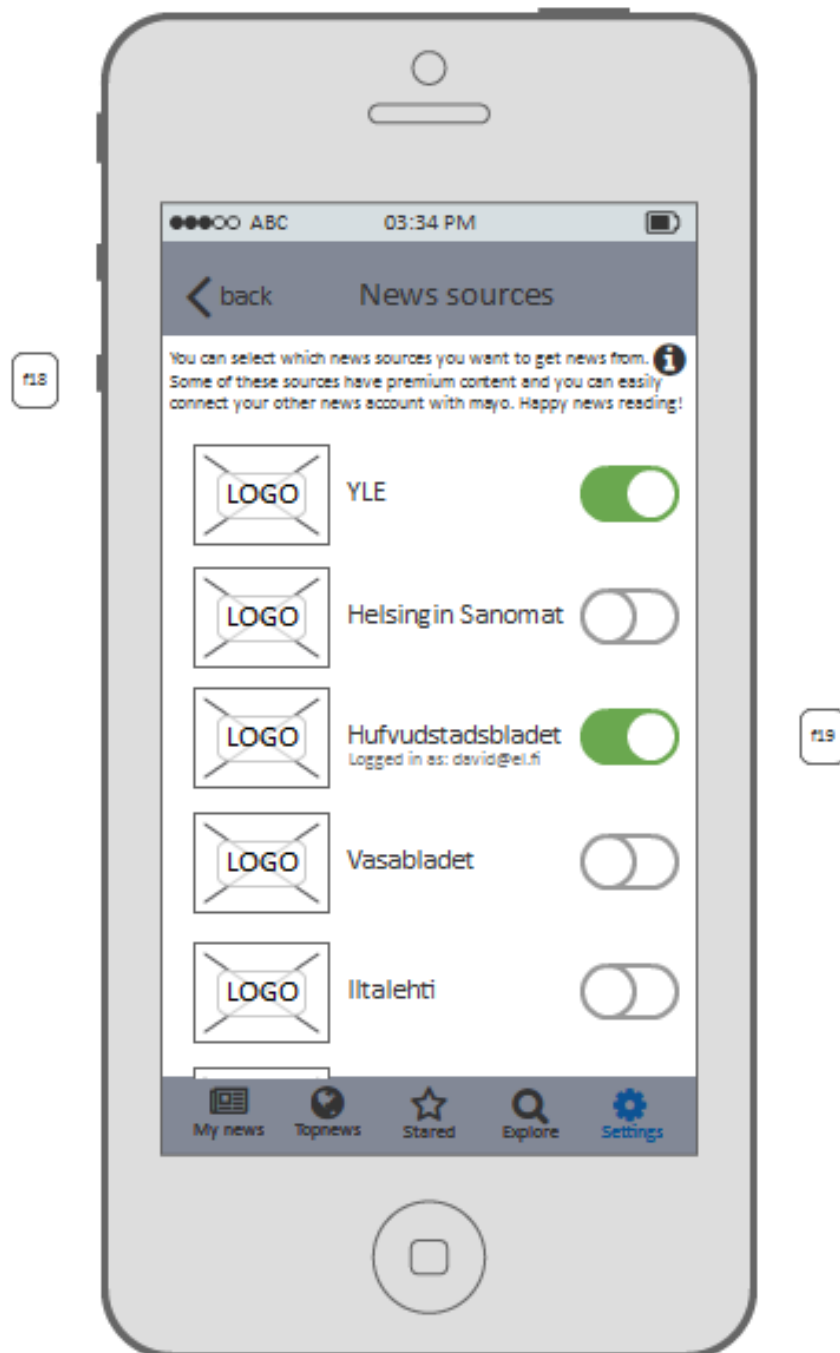 ABC 03:34 PM
back News sources
You can select which news sources you want to get news from.
Some of these sources have premium content and you can easily
connect your other news account with mayo. Happy news reading!
f18
LOGO YLE
LOGO Helsingin Sanomat
LOGO Hufvudstadsbladet
Logged in as: david@el.fi
f19
LOGO Vasabladet
LOGO Iltalehti
My news Topnews Stared Explore Settings